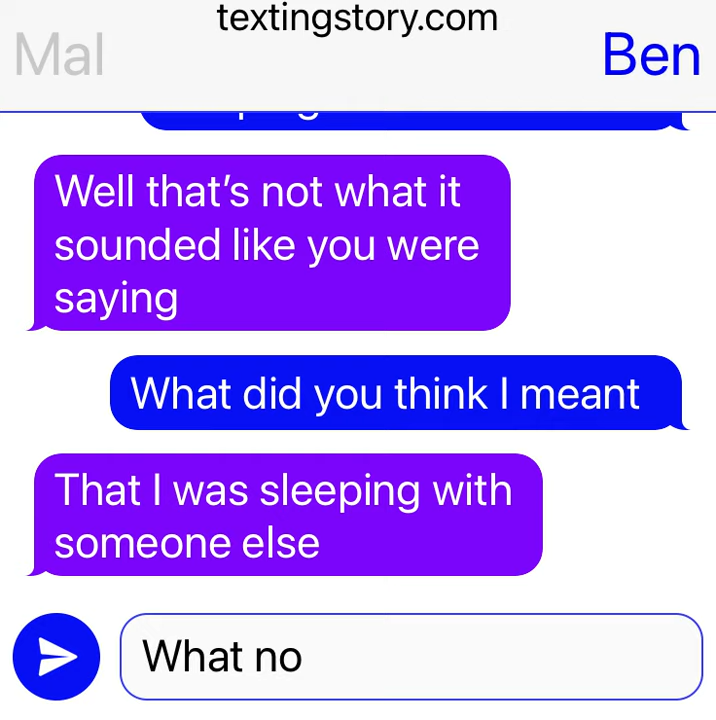 textingstory.com
Mal
Ben
Well that's not what it
sounded like you were
saying
What did you think I meant
That I was sleeping with
someone else
What no